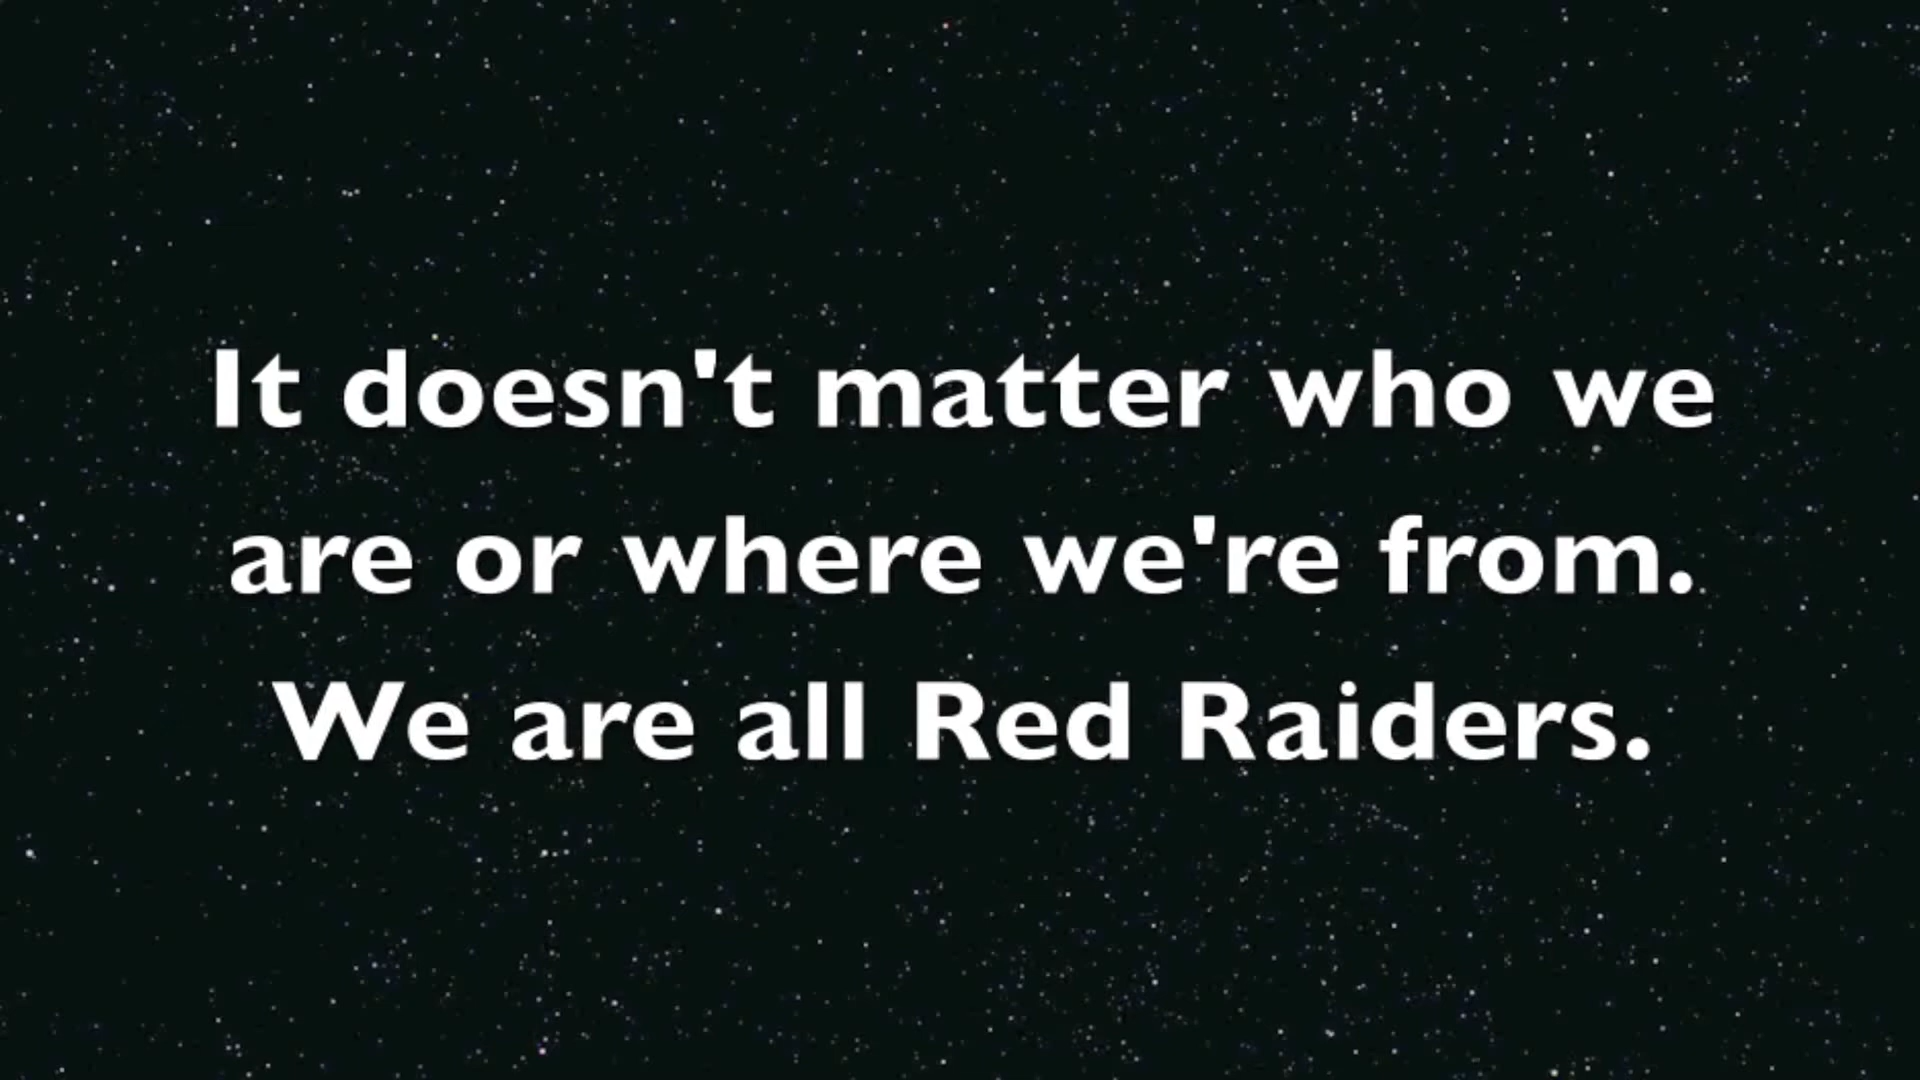 It doesn't matter who we
are or where we're from.
We are all Red Raiders.